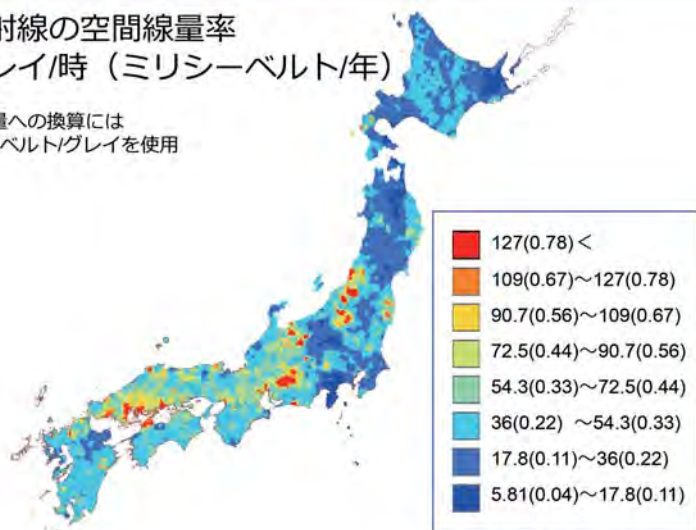 射線の空間線量率
レイ/時（ミリシーベルト/年）
量への換算には
ベルト/グレイを使用
127(0.78)＜
109(0.67)～127(0.78)
90.7(0.56)～109(0.67)
72.5(0.44)～90.7(0.56)
54.3(0.33)～72.5(0.44)
36(0.22) ～54.3(0.33)
17.8(0.11)～36(0.22)
5.81(0.04)～17.8(0.11)